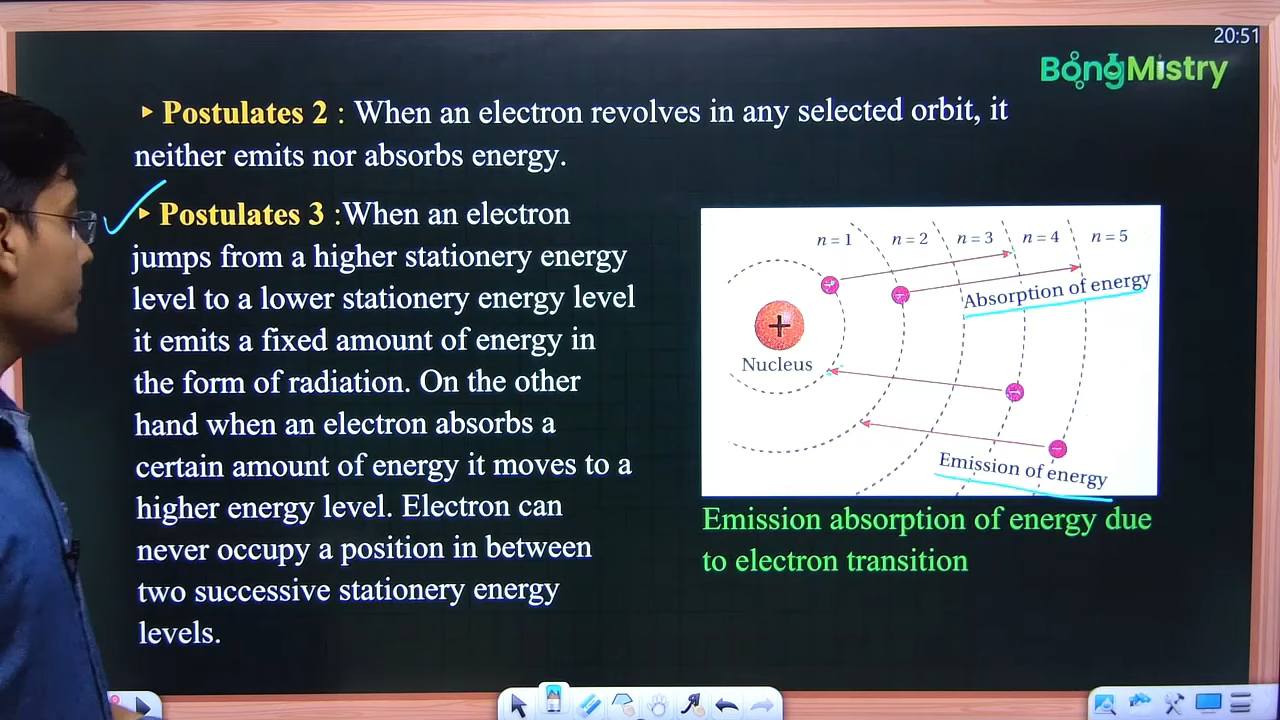 20:51
BongMistry
‣ Postulates 2 : When an electron revolves in any selected orbit, it
neither emits nor absorbs energy.
‣ Postulates 3 :When an electron
jumps from a higher stationery energy
level to a lower stationery energy level
it emits a fixed amount of energy in
the form of radiation. On the other
hand when an electron absorbs a
certain amount of energy it moves to a
higher energy level. Electron can
never occupy a position in between
two successive stationery energy
levels.
n = 1 n = 2 n = 3 n = 4 n = 5
Absorption of energy
+
Nucleus
Emission of energy
Emission absorption of energy due
to electron transition